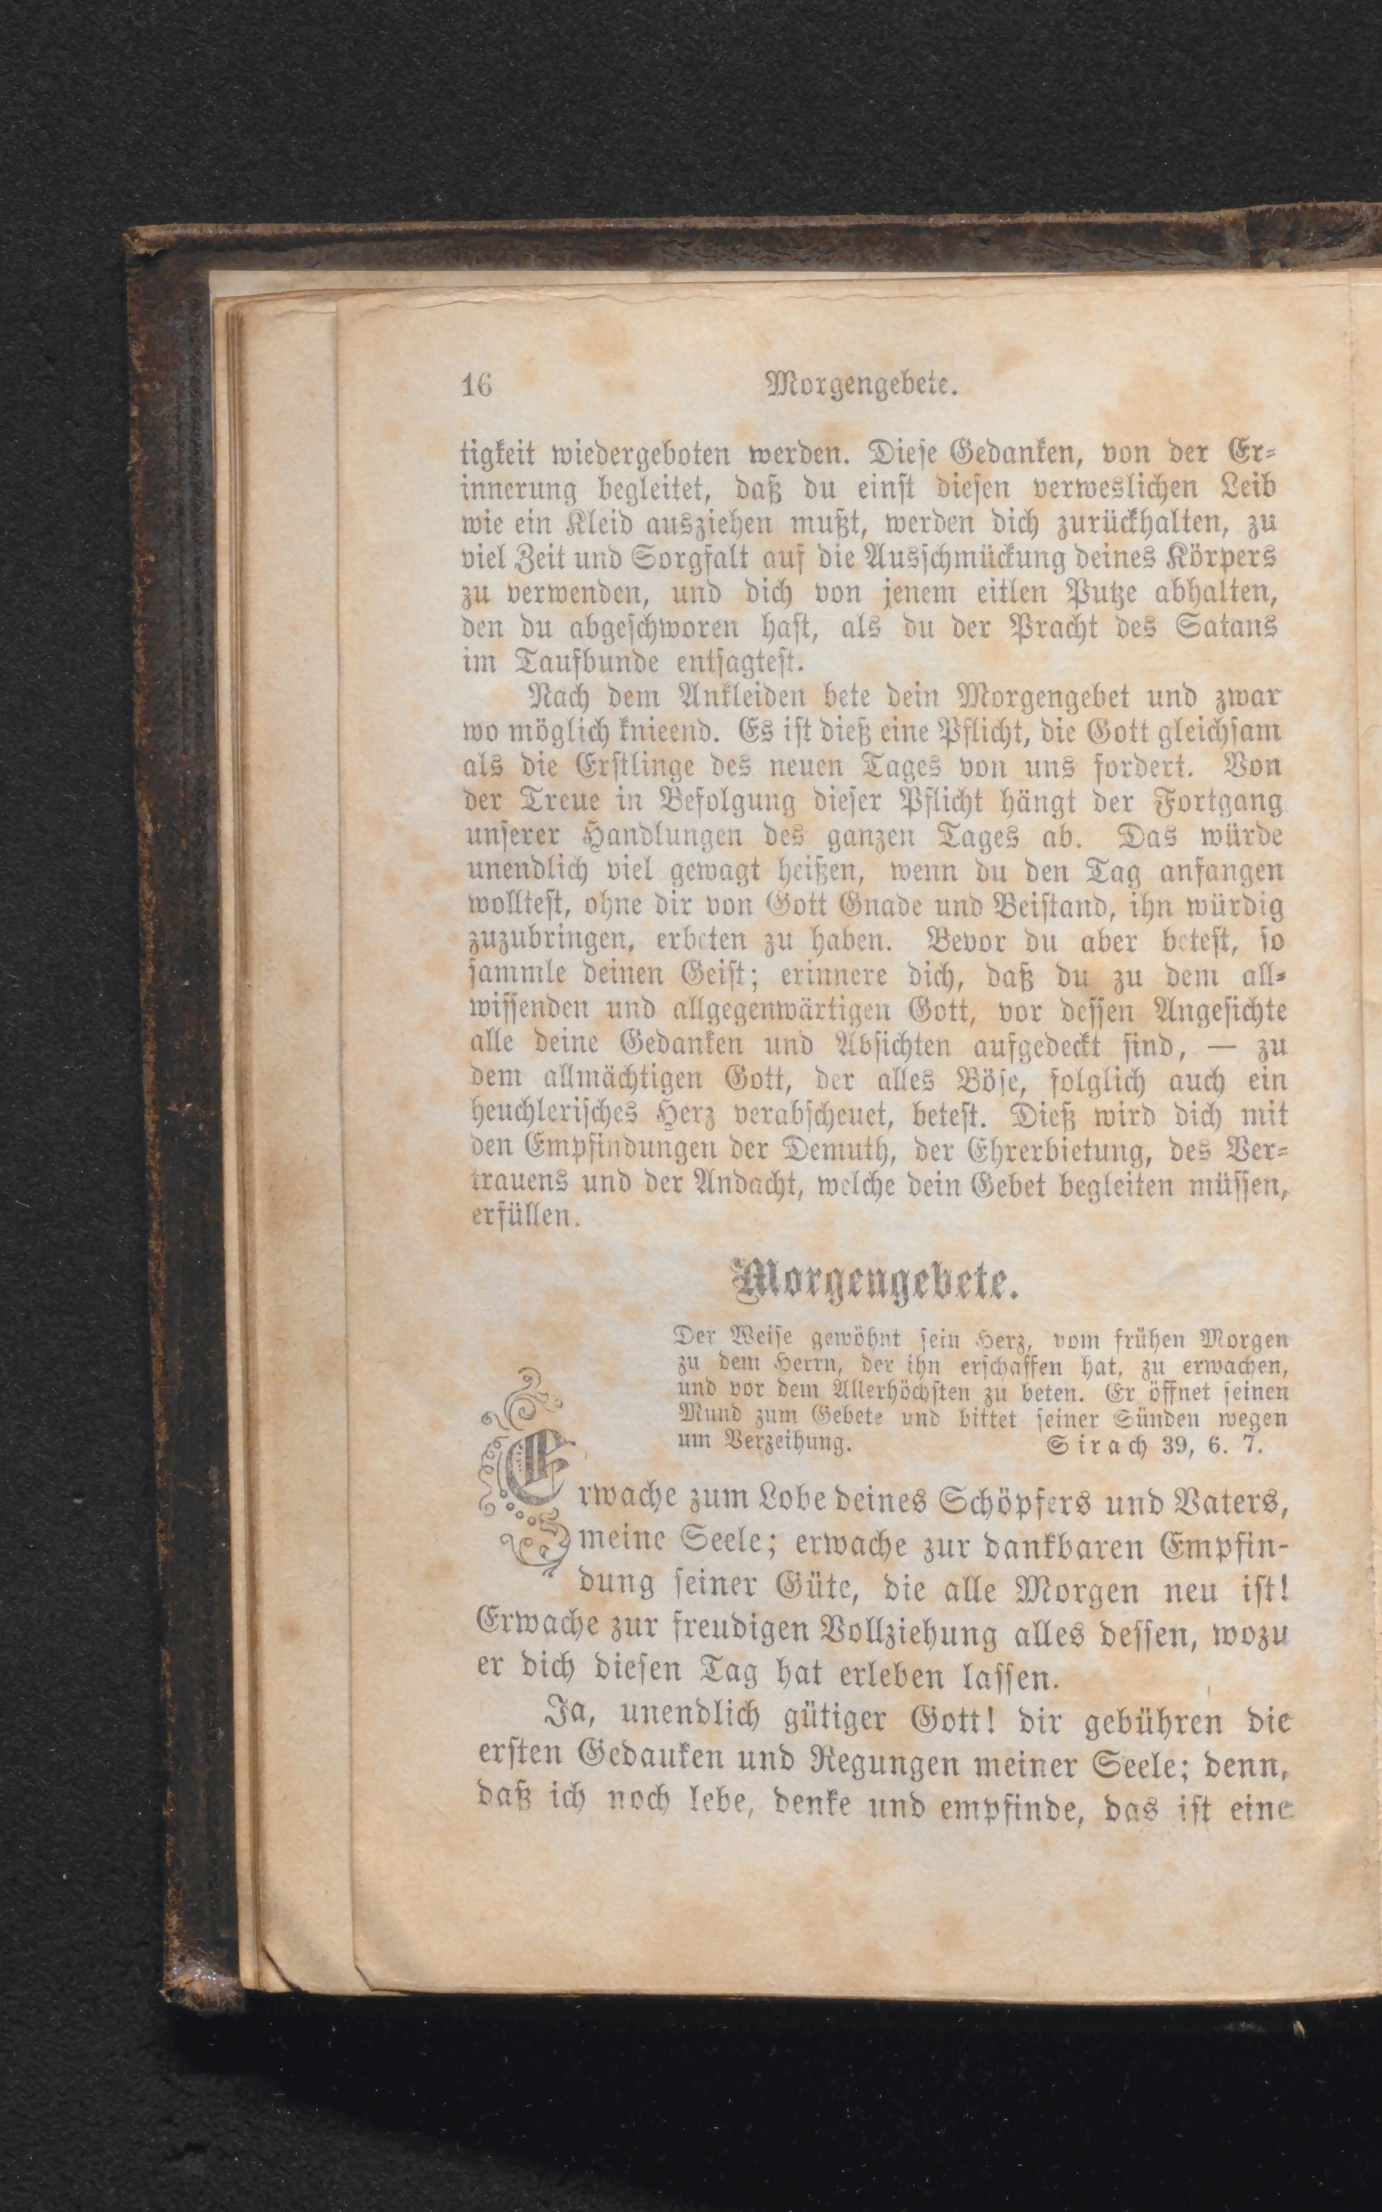 16 Morgengebete.
tigkeit wiedergeboten werden. Diese Gedanken, von der Er-
innerung begleitet, daß du einst diesen verweslichen Leib
wie ein Kleid ausziehen mußt, werden dich zurückhalten, zu
viel Zeit und Sorgfalt auf die Ausschmückung deines Körpers
zu verwenden, und dich von jenem eitlen Putze abhalten,
den du abgeschworen hast, als du der Pracht des Satans
im Taufbunde entsagtest.
Nach dem Ankleiden bete dein Morgengebet und zwar
wo möglich knieend. Es ist dieß eine Pflicht, die Gott gleichsam
als die Erstlinge des neuen Tages von uns fordert. Von
der Treue in Befolgung dieser Pflicht hängt der Fortgang
unserer Handlungen des ganzen Tages ab. Das würde
unendlich viel gewagt heißen, wenn du den Tag anfangen
wolltest, ohne dir von Gott Gnade und Beistand, ihn würdig
zuzubringen, erbeten zu haben. Bevor du aber betest, so
sammle deinen Geist; erinnere dich, daß du zu dem all-
wissenden und allgegenwärtigen Gott, vor dessen Angesichte
alle deine Gedanken und Absichten aufgedeckt sind, — zu
dem allmächtigen Gott, der alles Böse, folglich auch ein
heuchlerisches Herz verabscheuet, betest. Dieß wird dich mit
den Empfindungen der Demuth, der Ehrerbietung, des Ver-
trauens und der Andacht, welche dein Gebet begleiten müssen,
erfüllen.
Morgengebete.
Der Weise gewöhnt sein Herz, vom frühen Morgen
zu dem Herrn, der ihn erschaffen hat, zu erwachen,
und vor dem Allerhöchsten zu beten. Er öffnet seinen
Mund zum Gebete und bittet seiner Sünden wegen
um Verzeihung. Sirach 39, 6. 7.
Erwache zum Lobe deines Schöpfers und Vaters,
meine Seele; erwache zur dankbaren Empfin-
dung seiner Güte, die alle Morgen neu ist!
Erwache zur freudigen Vollziehung alles dessen, wozu
er dich diesen Tag hat erleben lassen.
Ja, unendlich gütiger Gott! dir gebühren die
ersten Gedauken und Regungen meiner Seele; denn,
daß ich noch lebe, denke und empfinde, das ist eine